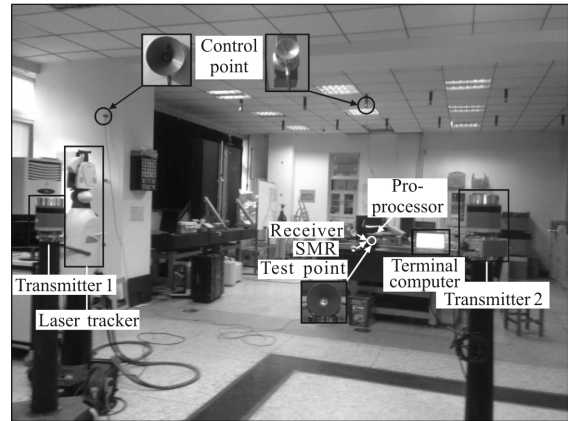 Control
point
Pro-
processor
Receiver
SMR
Test point
Terminal
computer
Transmitter 1
Transmitter 2
Laser tracker